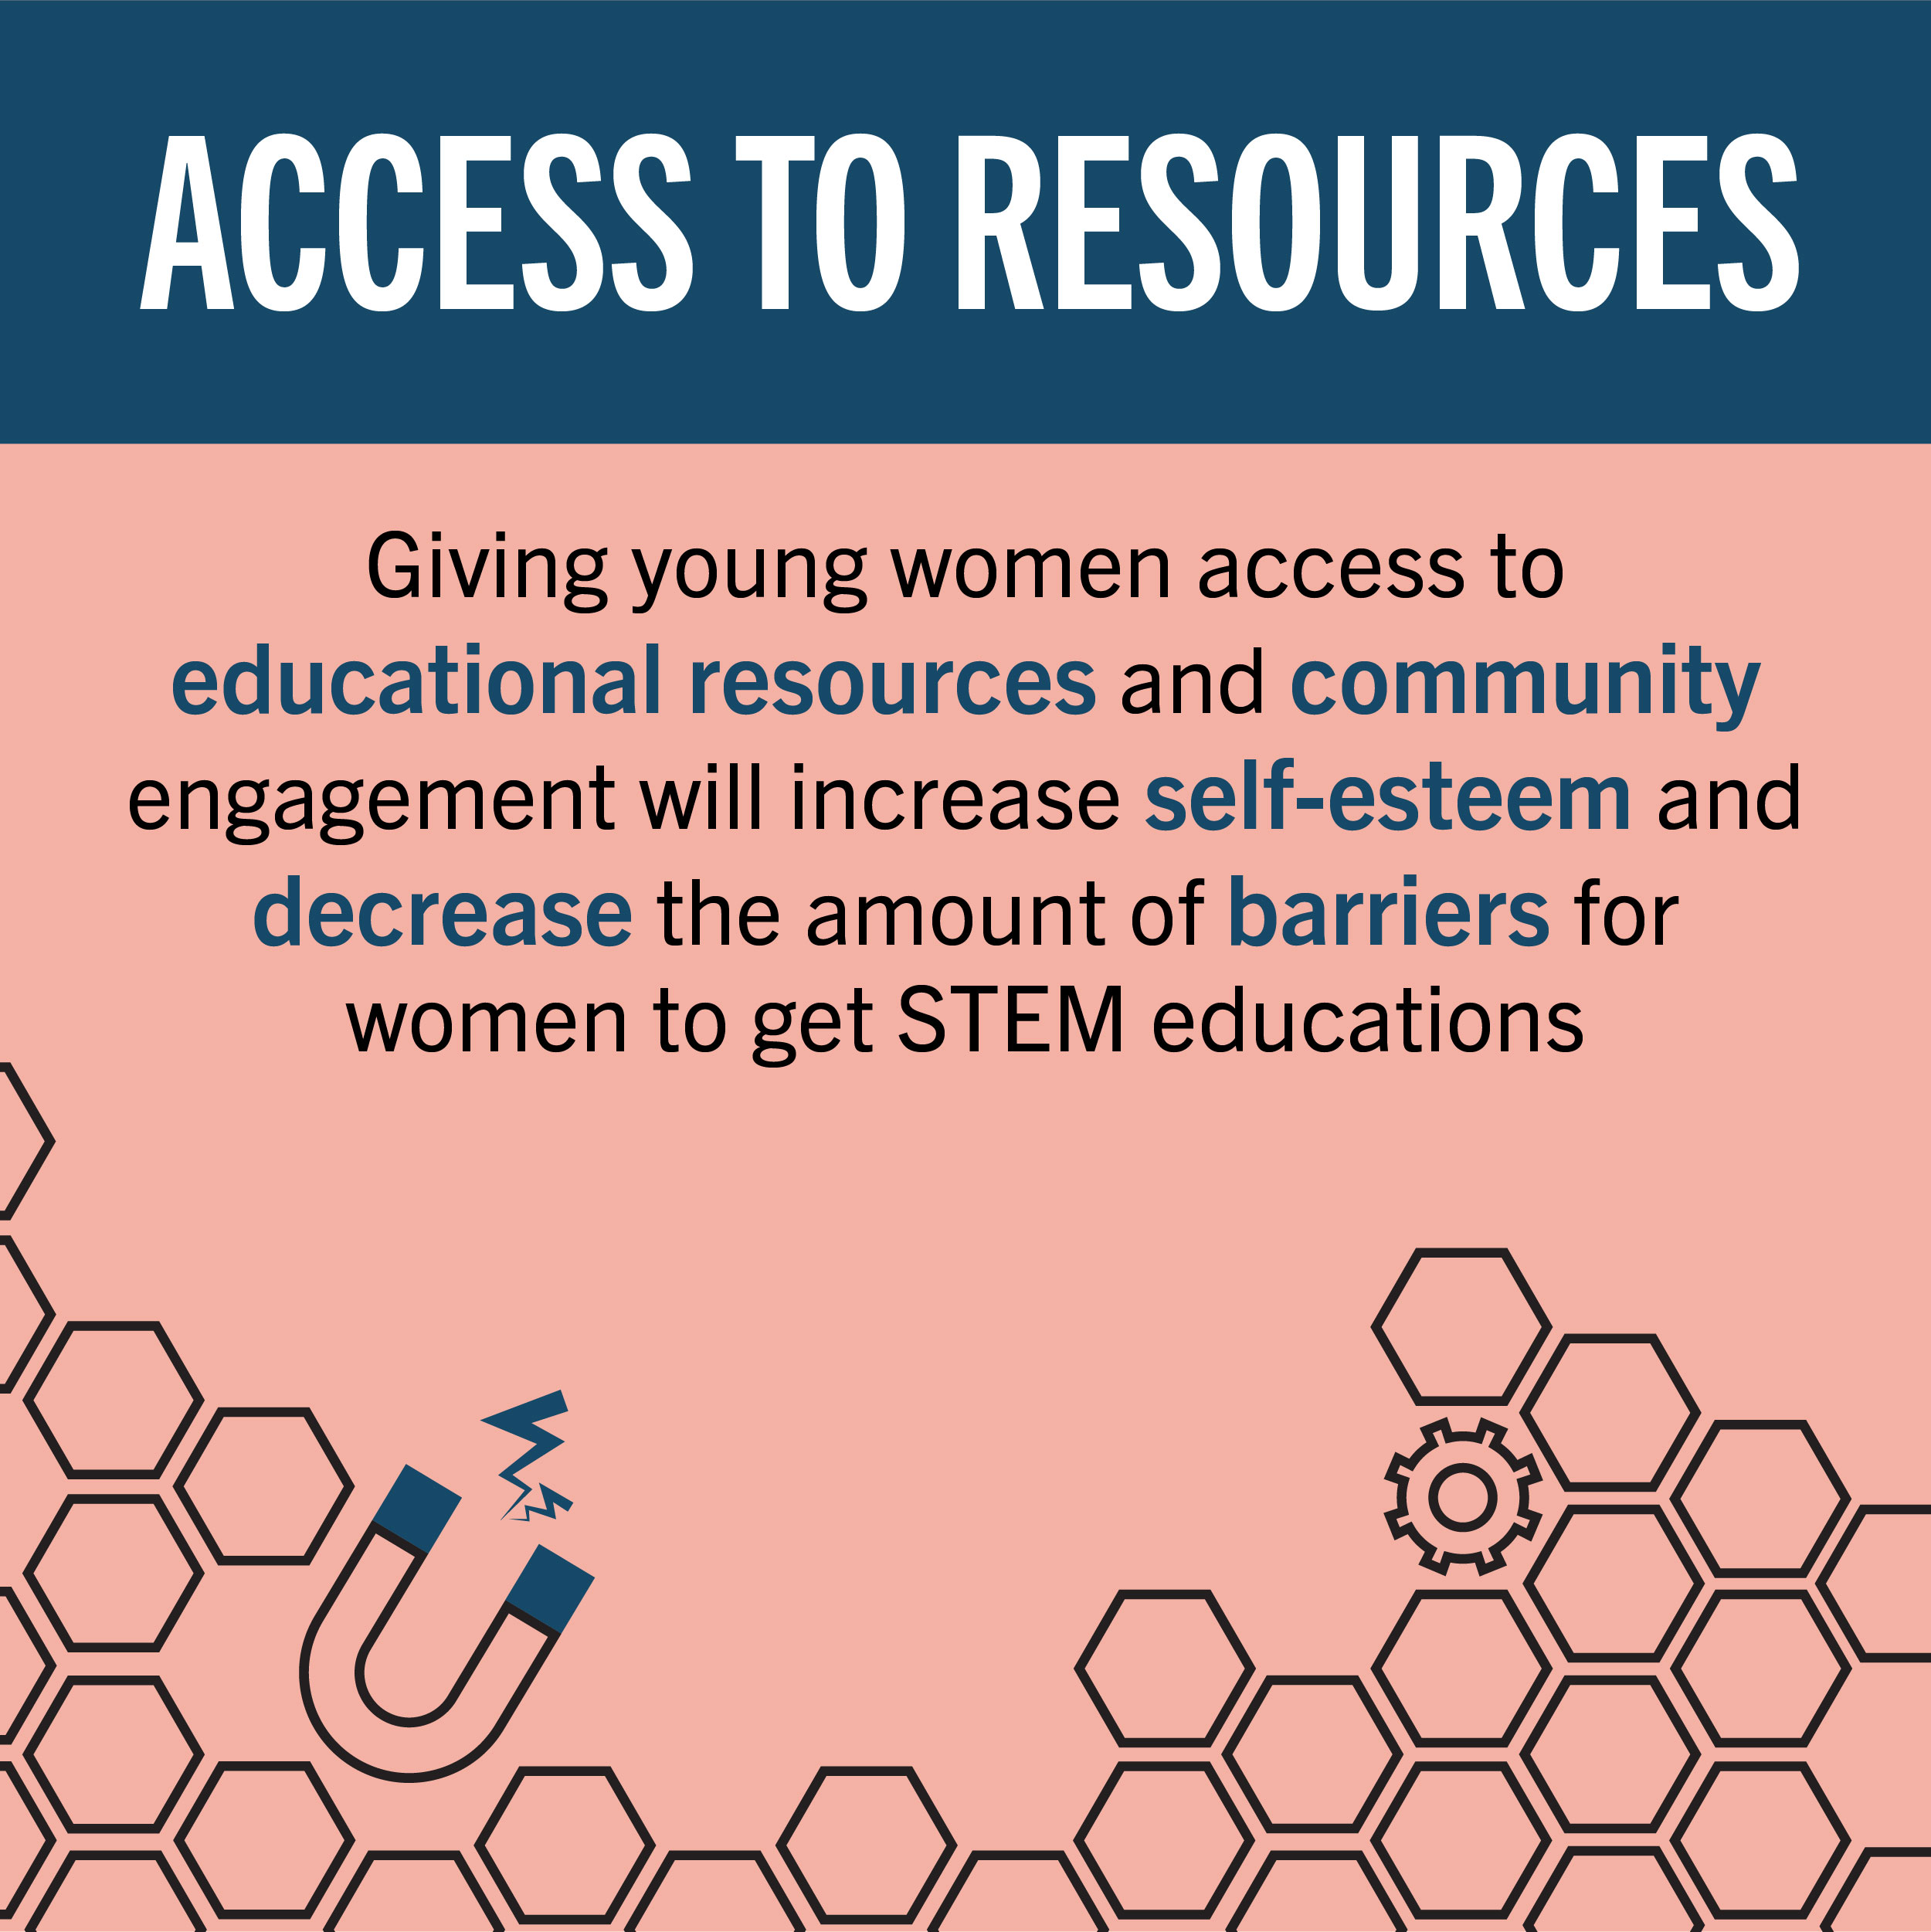 ACCESS TO RESOURCES
Giving young women access to
educational resources and community
engagement will increase self-esteem and
decrease the amount of barriers for
women to get STEM educations